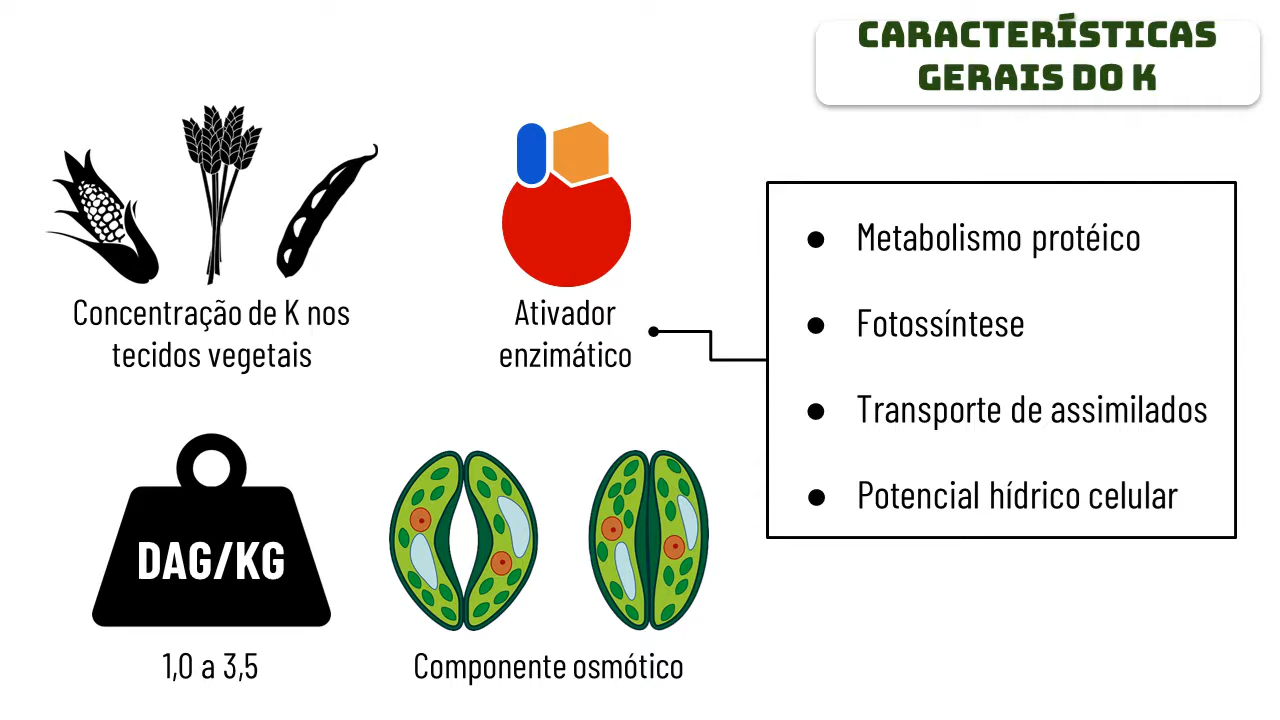 CARACTERÍSTICAS
GERAIS DO K
Concentração de K nos
tecidos vegetais
Ativador
enzimático
● Metabolismo protéico
● Fotossíntese
● Transporte de assimilados
● Potencial hídrico celular
DAG/KG
1,0 a 3,5
Componente osmótico